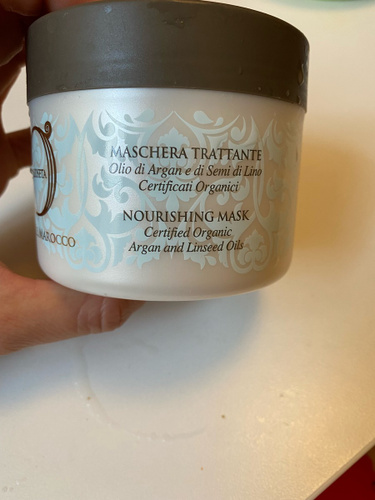 MASCHERA TRATTANTE
Olio di Argan e di Semi di Lino
Certificati Organici
NOURISHING MASK
Certified Organic
Argan and Linseed Oils
MAROCCO